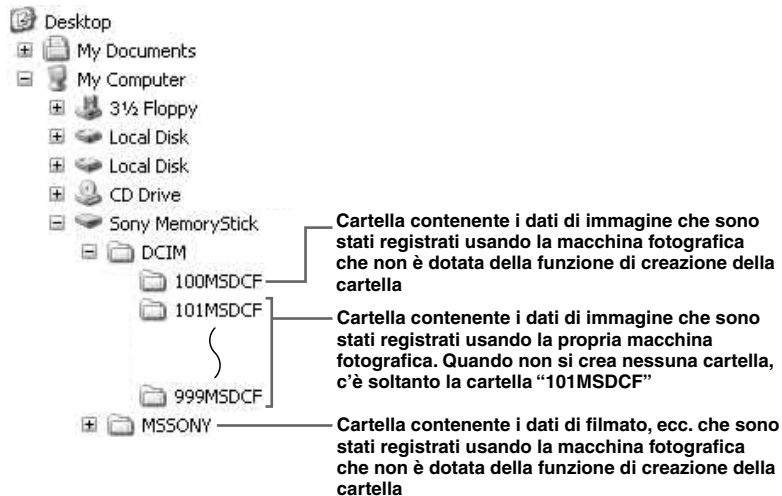 Desktop
My Documents
My Computer
3½ Floppy
Local Disk
Local Disk
CD Drive
Sony MemoryStick
DCIM
100MSDCF
101MSDCF
999MSDCF
MSSONY
Cartella contenente i dati di immagine che sono
stati registrati usando la macchina fotografica
che non è dotata della funzione di creazione della
cartella
Cartella contenente i dati di immagine che sono
stati registrati usando la propria macchina
fotografica. Quando non si crea nessuna cartella,
c’è soltanto la cartella “101MSDCF”
Cartella contenente i dati di filmato, ecc. che sono
stati registrati usando la macchina fotografica
che non è dotata della funzione di creazione della
cartella